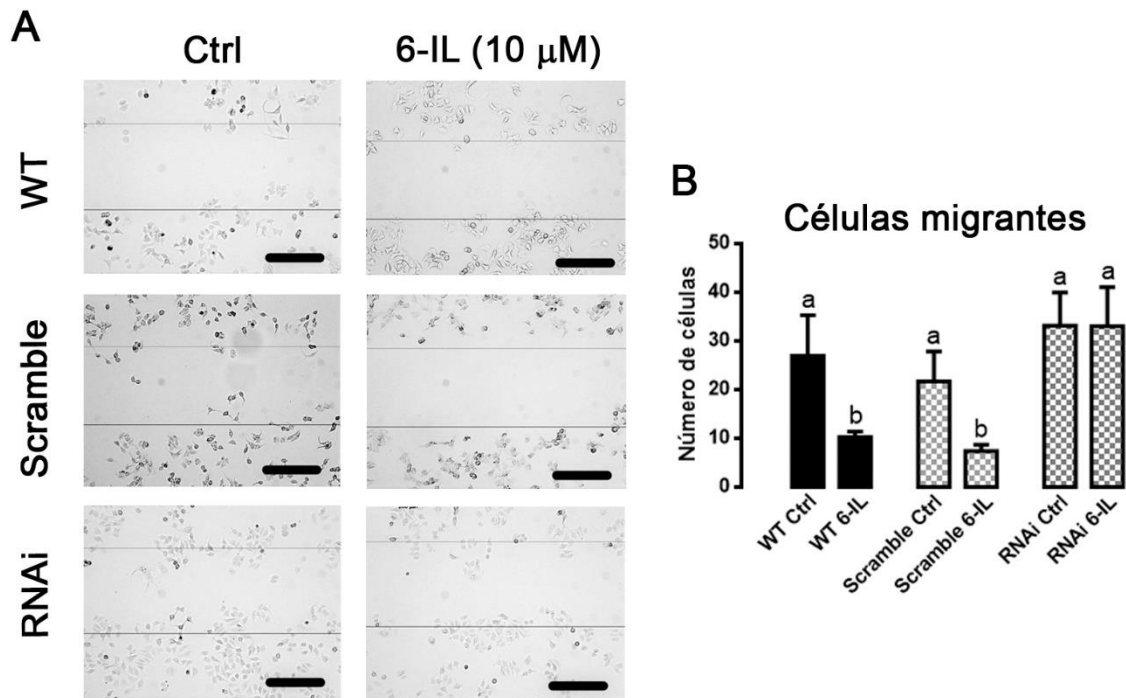 A
Ctrl
6-IL (10 µM)
WT
Scramble
RNAi
B
Células migrantes
Número de células
50
40
30
20
10
0
a
b
a
b
a
a
WT Ctrl
WT 6-IL
Scramble Ctrl
Scramble 6-IL
RNAi Ctrl
RNAi 6-IL